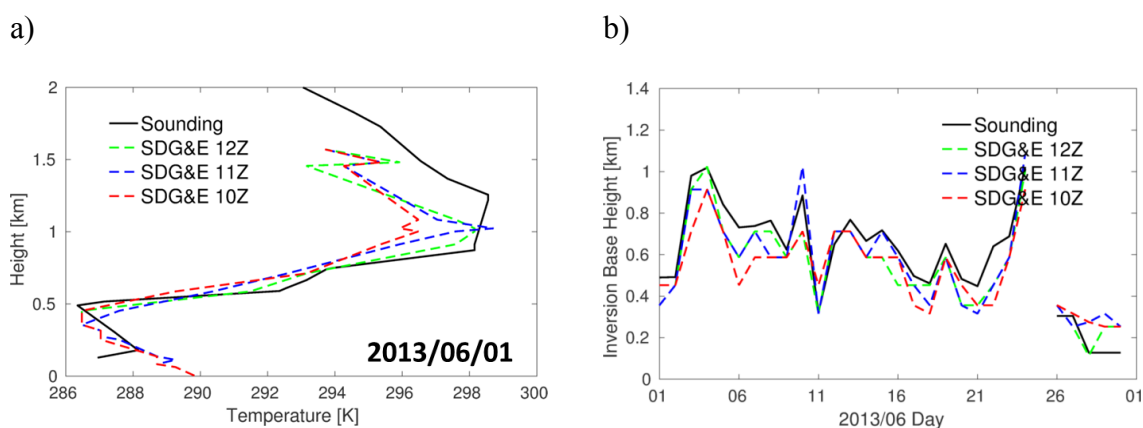 a)
b)
2
1.5
1
0.5
0
Height [km]
Sounding
SDG&E 12Z
SDG&E 11Z
SDG&E 10Z
2013/06/01
286 288 290 292 294 296 298 300
Temperature [K]
1.4
1.2
1
0.8
0.6
0.4
0.2
0
Inversion Base Height [km]
Sounding
SDG&E 12Z
SDG&E 11Z
SDG&E 10Z
01 06 11 16 21 26 01
2013/06 Day